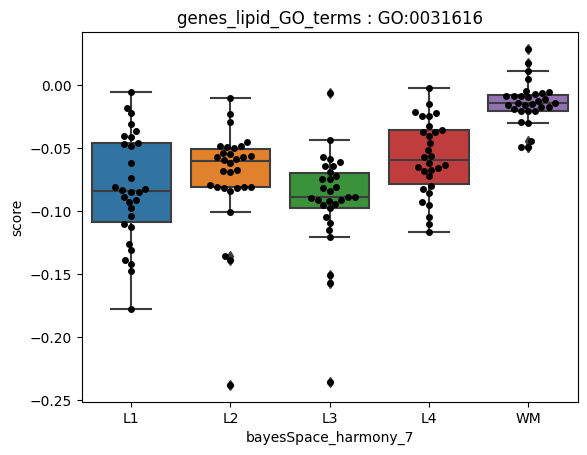 genes_lipid_GO_terms : GO:0031616
score
0.00
−0.05
−0.10
−0.15
−0.20
−0.25
L1 L2 L3 L4 WM
bayesSpace_harmony_7